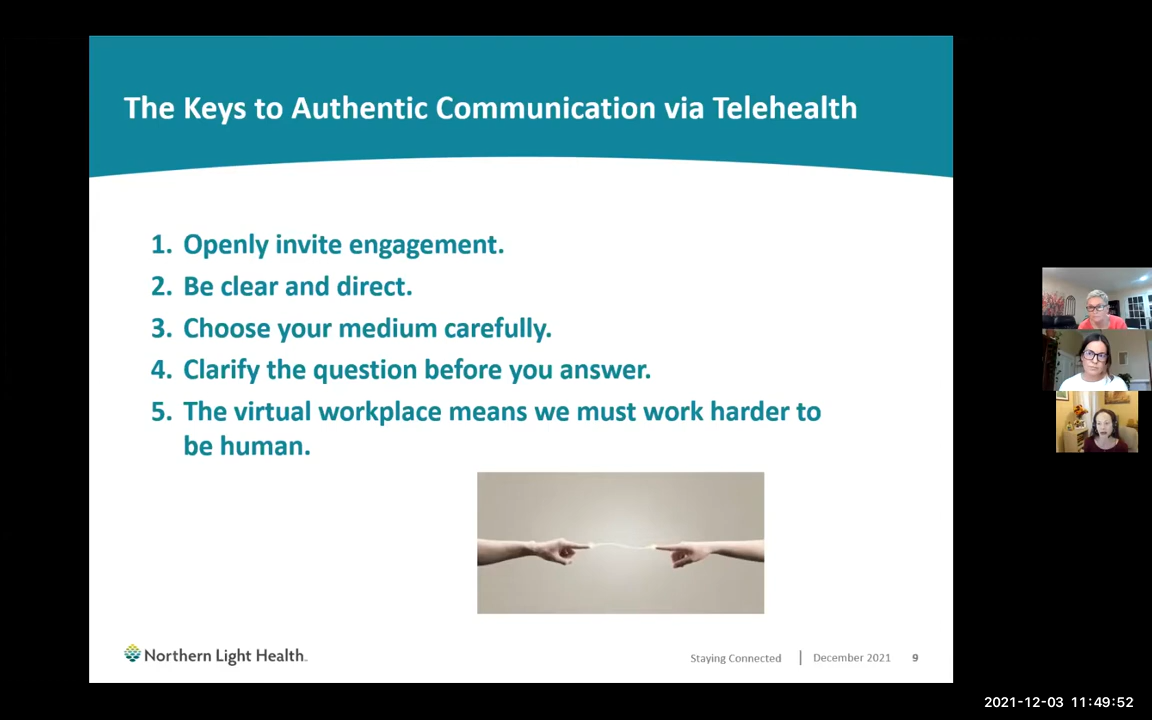 The Keys to Authentic Communication via Telehealth
1. Openly invite engagement.
2. Be clear and direct.
3. Choose your medium carefully.
4. Clarify the question before you answer.
5. The virtual workplace means we must work harder to
be human.
Northern Light Health.
Staying Connected | December 2021 9
2021-12-03 11:49:52